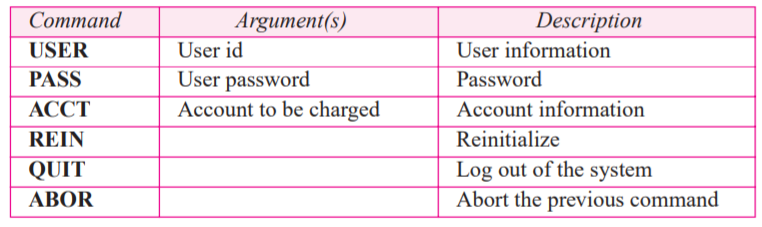 Command Argument(s) Description
USER User id User information
PASS User password Password
ACCT Account to be charged Account information
REIN Reinitialize
QUIT Log out of the system
ABOR Abort the previous command